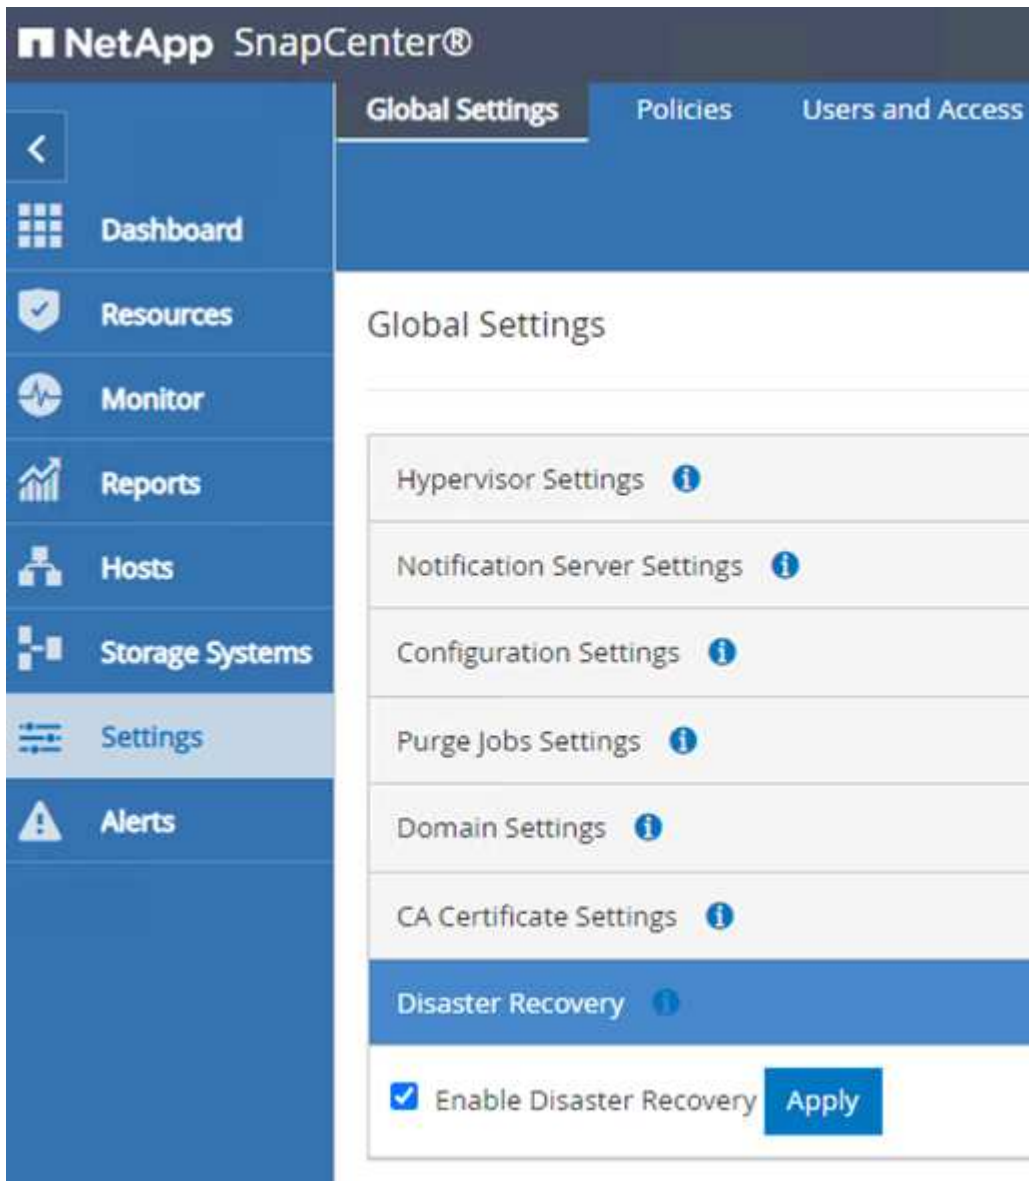 NetApp SnapCenter®
Global Settings Policies Users and Access
Dashboard
Resources
Monitor
Reports
Hosts
Storage Systems
Settings
Alerts
Global Settings
Hypervisor Settings
Notification Server Settings
Configuration Settings
Purge Jobs Settings
Domain Settings
CA Certificate Settings
Disaster Recovery
Enable Disaster Recovery Apply